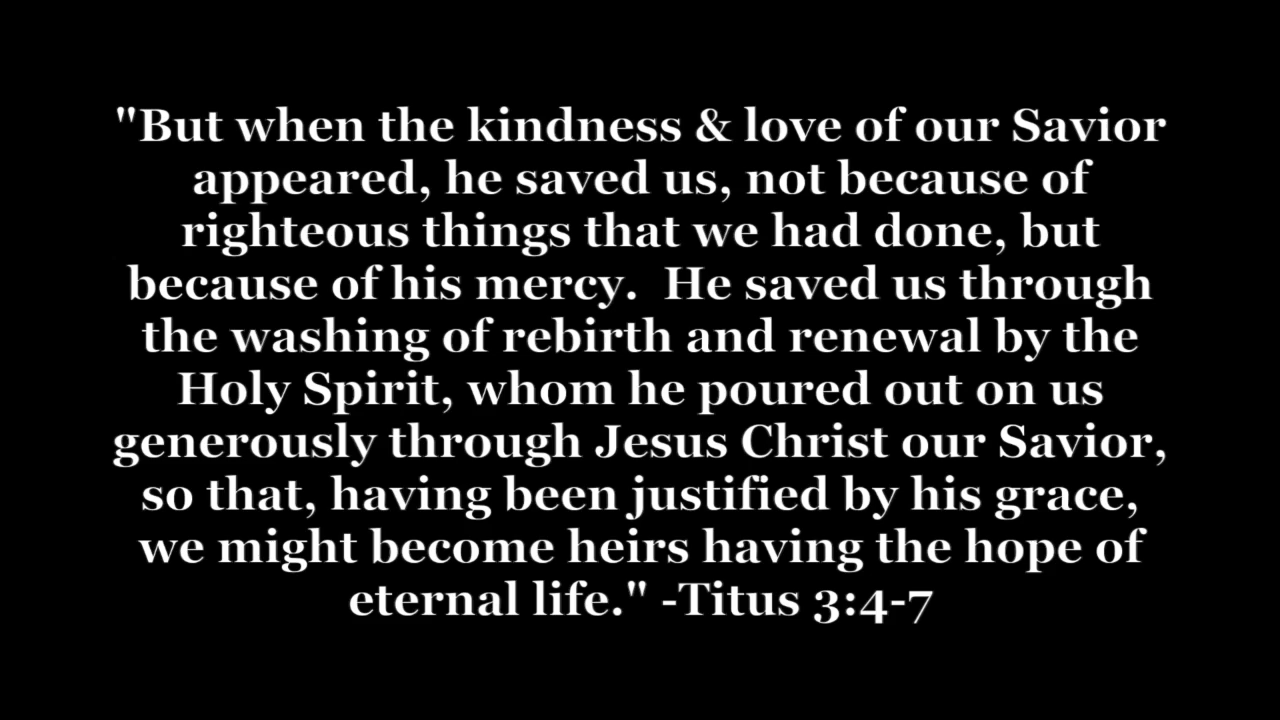 "But when the kindness & love of our Savior
appeared, he saved us, not because of
righteous things that we had done, but
because of his mercy.  He saved us through
the washing of rebirth and renewal by the
Holy Spirit, whom he poured out on us
generously through Jesus Christ our Savior,
so that, having been justified by his grace,
we might become heirs having the hope of
eternal life." -Titus 3:4-7